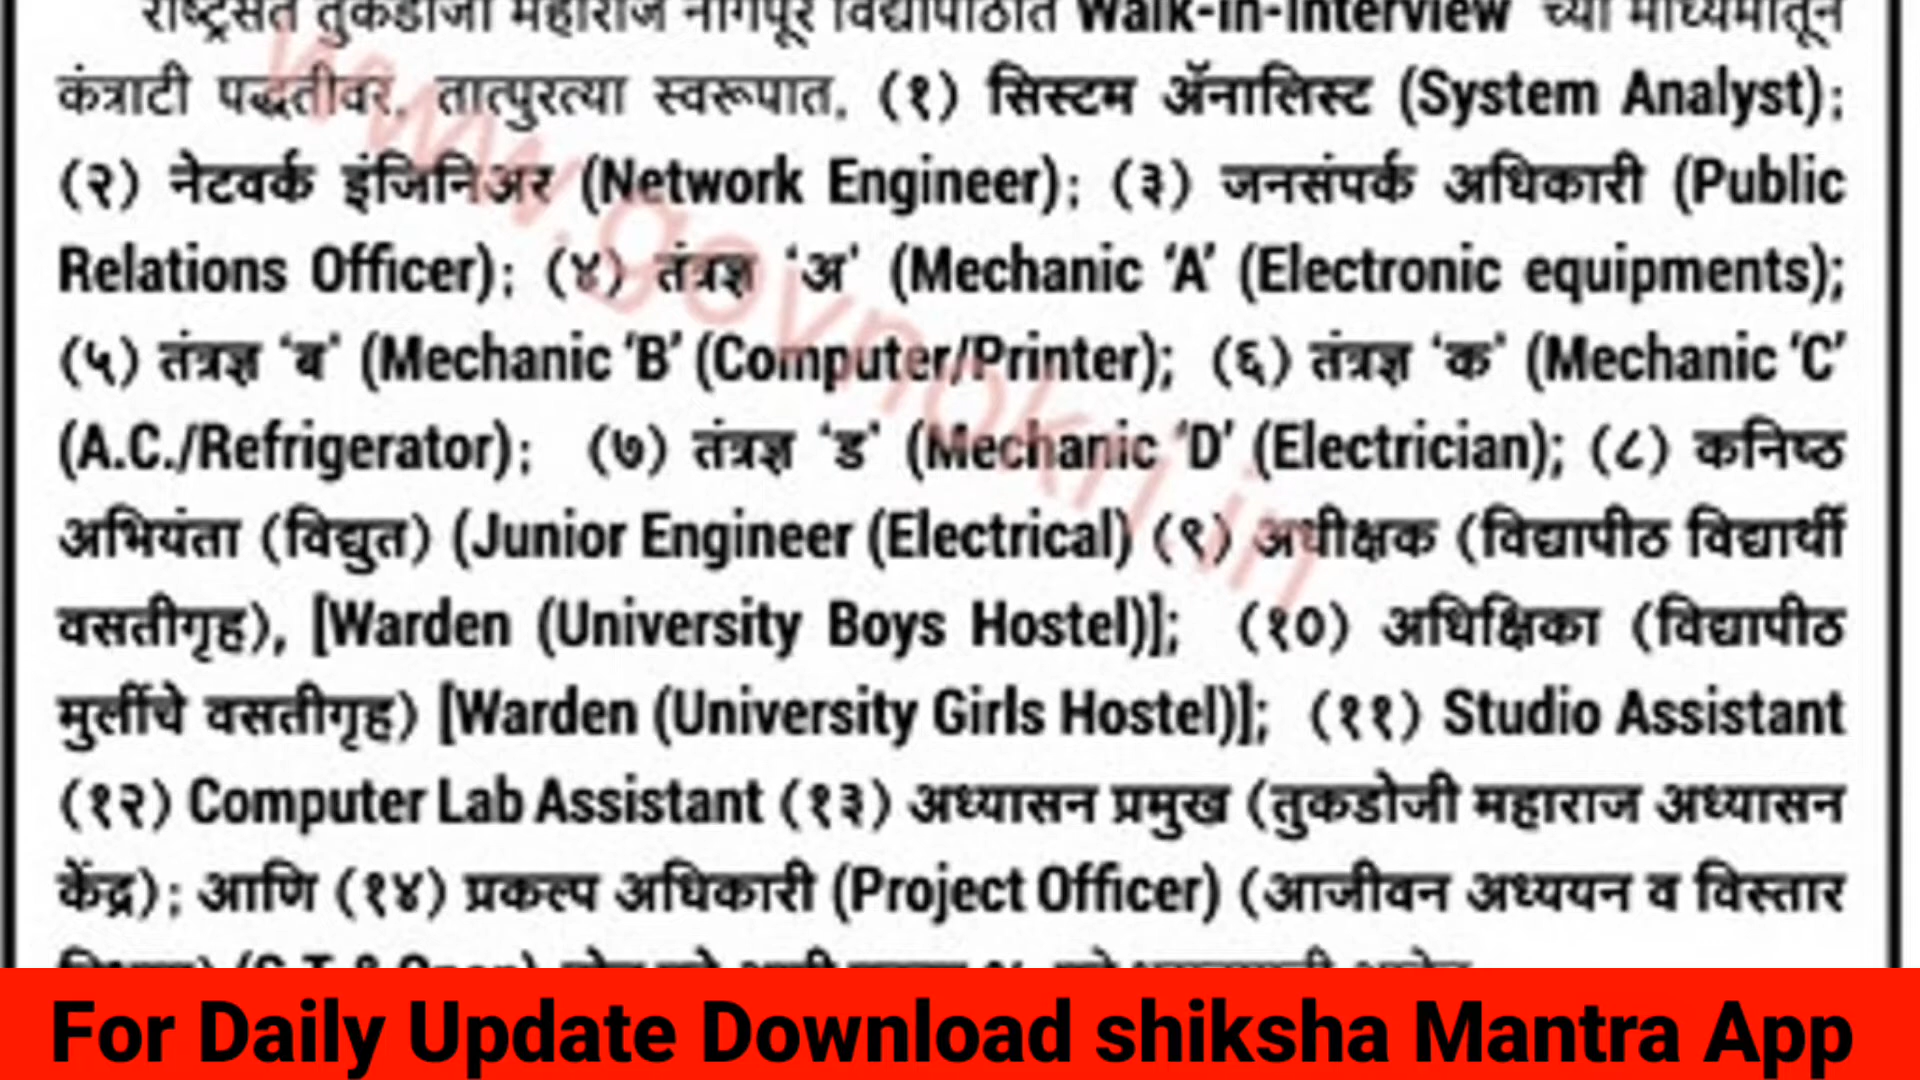 राष्ट्रसंत तुकडोजी महाराज नागपूर विद्यापीठात Walk-in-Interview च्या माध्यमातून
कंत्राटी पद्धतीवर, तात्पुरत्या स्वरूपात, (१) सिस्टम ॲनालिस्ट (System Analyst);
(२) नेटवर्क इंजिनिअर (Network Engineer); (३) जनसंपर्क अधिकारी (Public
Relations Officer); (४) तंत्रज्ञ ‘अ’ (Mechanic ‘A’ (Electronic equipments);
(५) तंत्रज्ञ ‘ब’ (Mechanic ‘B’ (Computer/Printer); (६) तंत्रज्ञ ‘क’ (Mechanic ‘C’
(A.C./Refrigerator); (७) तंत्रज्ञ ‘ड’ (Mechanic ‘D’ (Electrician); (८) कनिष्ठ
अभियंता (विद्युत) (Junior Engineer (Electrical) (९) अधीक्षक (विद्यापीठ विद्यार्थी
वसतीगृह), [Warden (University Boys Hostel)]; (१०) अधिक्षिका (विद्यापीठ
मुलींचे वसतीगृह) [Warden (University Girls Hostel)]; (११) Studio Assistant
(१२) Computer Lab Assistant (१३) अध्यासन प्रमुख (तुकडोजी महाराज अध्यासन
केंद्र); आणि (१४) प्रकल्प अधिकारी (Project Officer) (आजीवन अध्ययन व विस्तार
www.govnokri.in
For Daily Update Download shiksha Mantra App